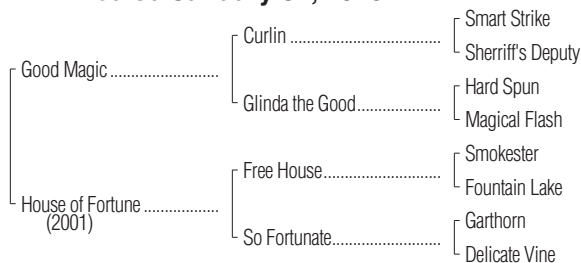 Smart Strike
Curlin ........................................
Sherriff's Deputy
Good Magic ............................
Hard Spun
Glinda the Good ......................
Magical Flash
Smokester
Free House ..............................
Fountain Lake
House of Fortune ...................
(2001)
Garthorn
So Fortunate ............................
Delicate Vine